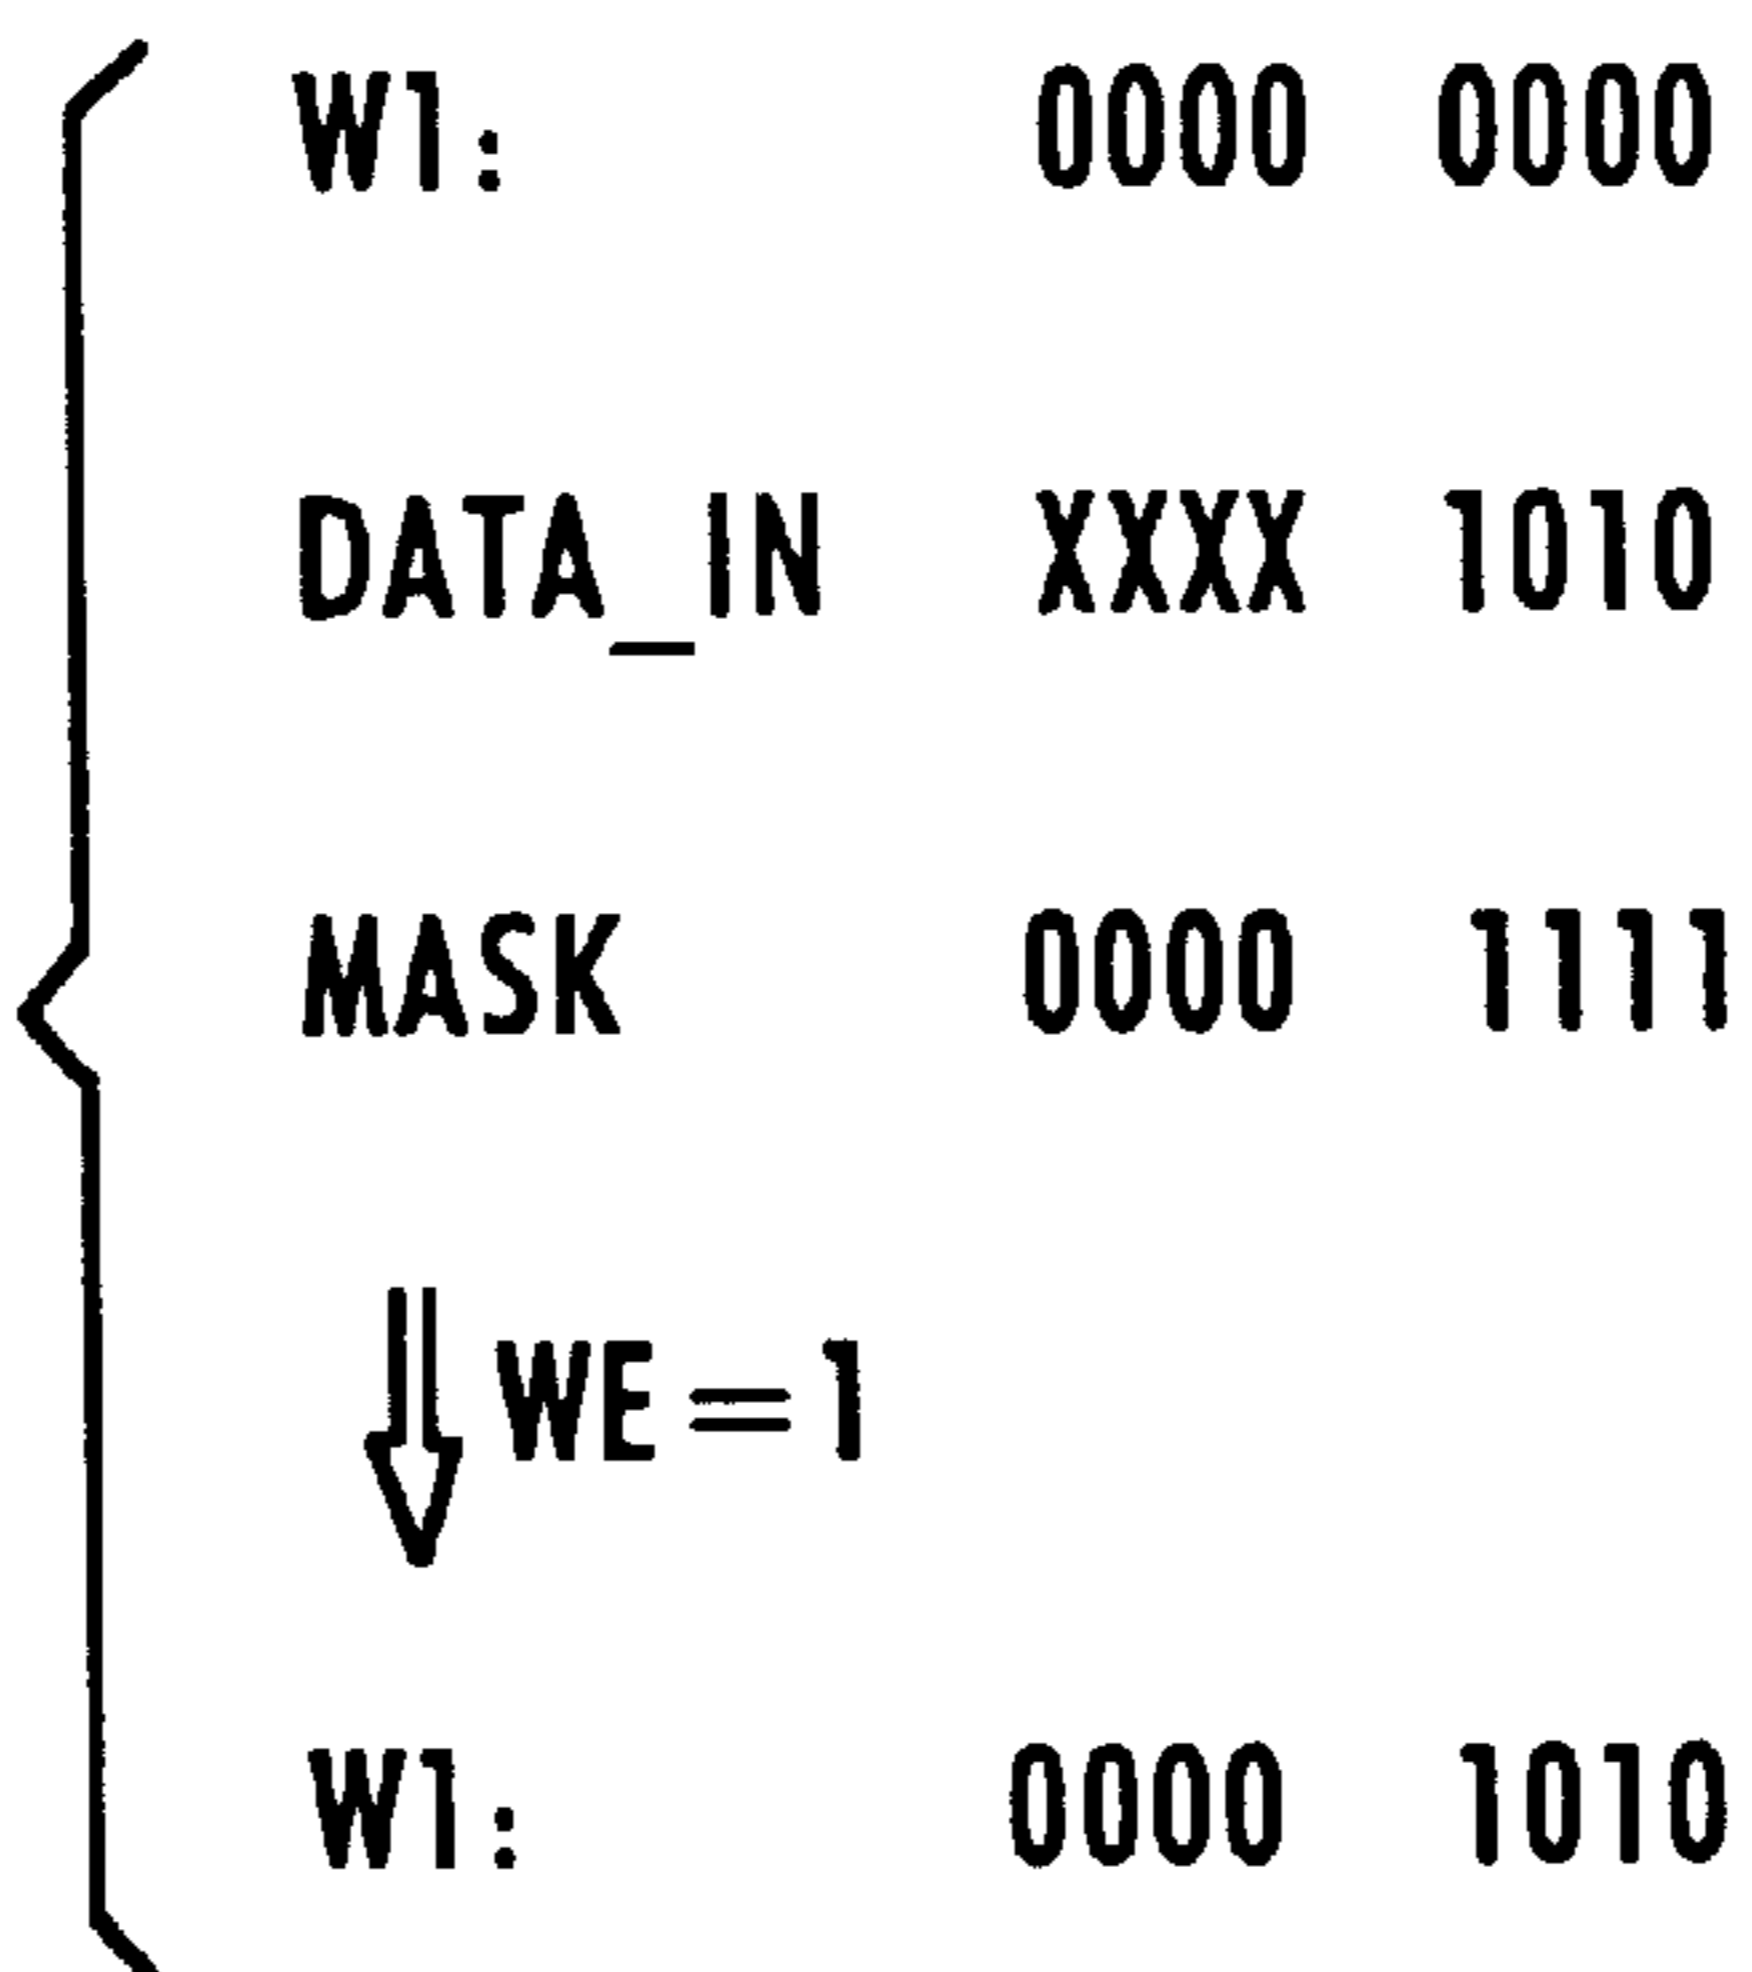 W1: 0000 0000
DATA_IN XXXX 1010
MASK 0000 1111
WE=1
W1: 0000 1010